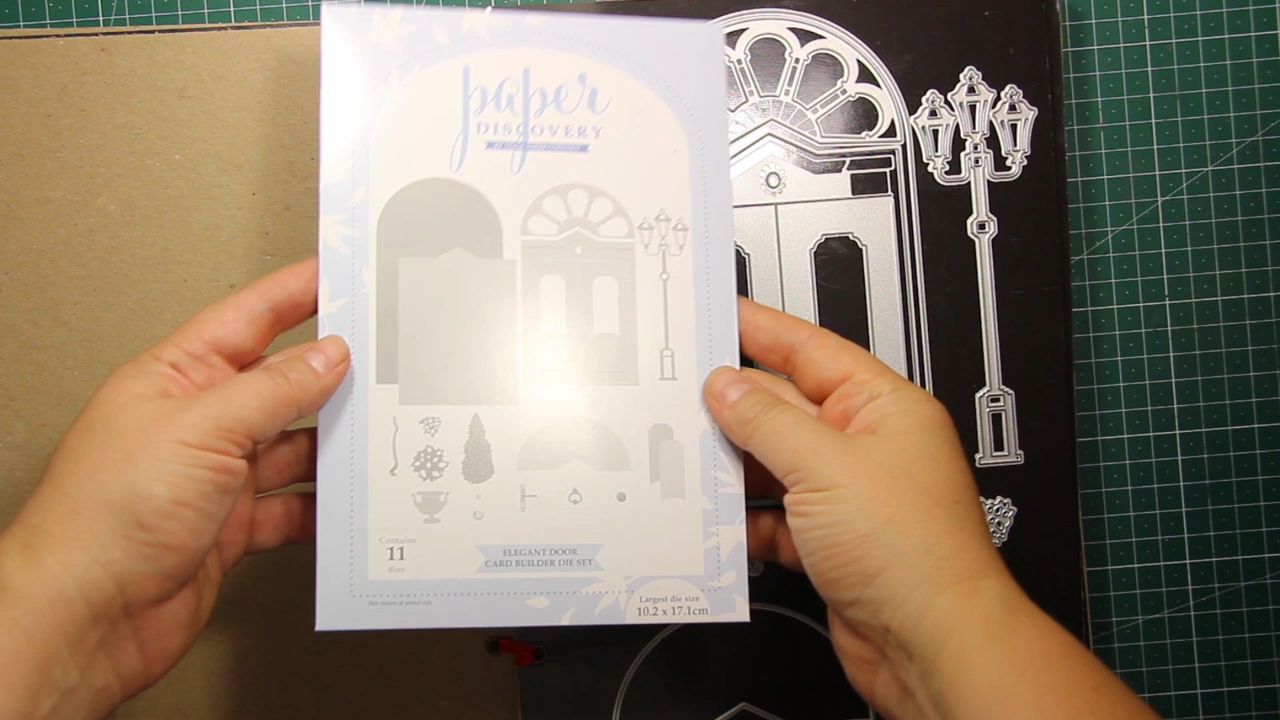 paper
DISCOVERY
Contains
11
dies
ELEGANT DOOR
CARD BUILDER DIE SET
Largest die size
10.2 x 17.1cm